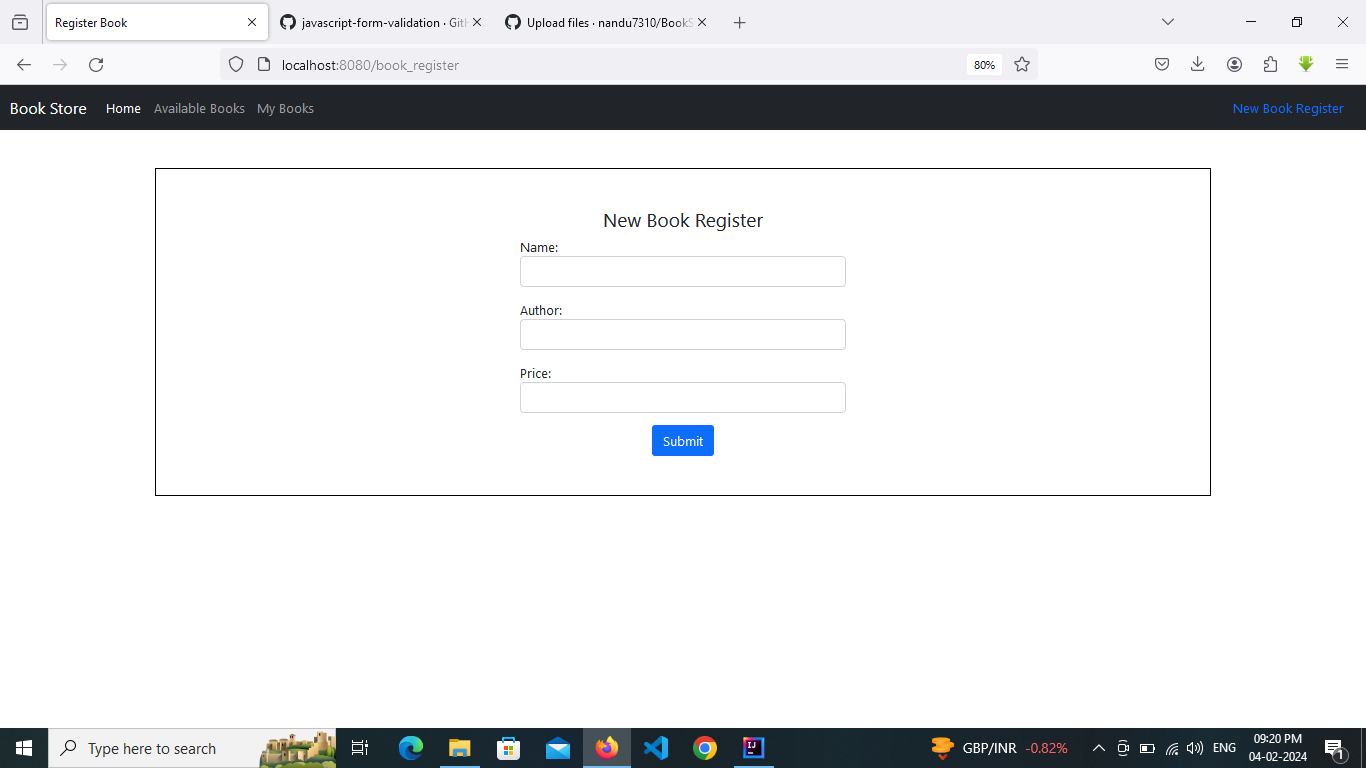 Register Book
javascript-form-validation · GitH
Upload files · nandu7310/BookS
localhost:8080/book_register
80%
Book Store Home Available Books My Books New Book Register
New Book Register
Name:
Author:
Price:
Submit
Type here to search
GBP/INR -0.82%
ENG
09:20 PM
04-02-2024
1